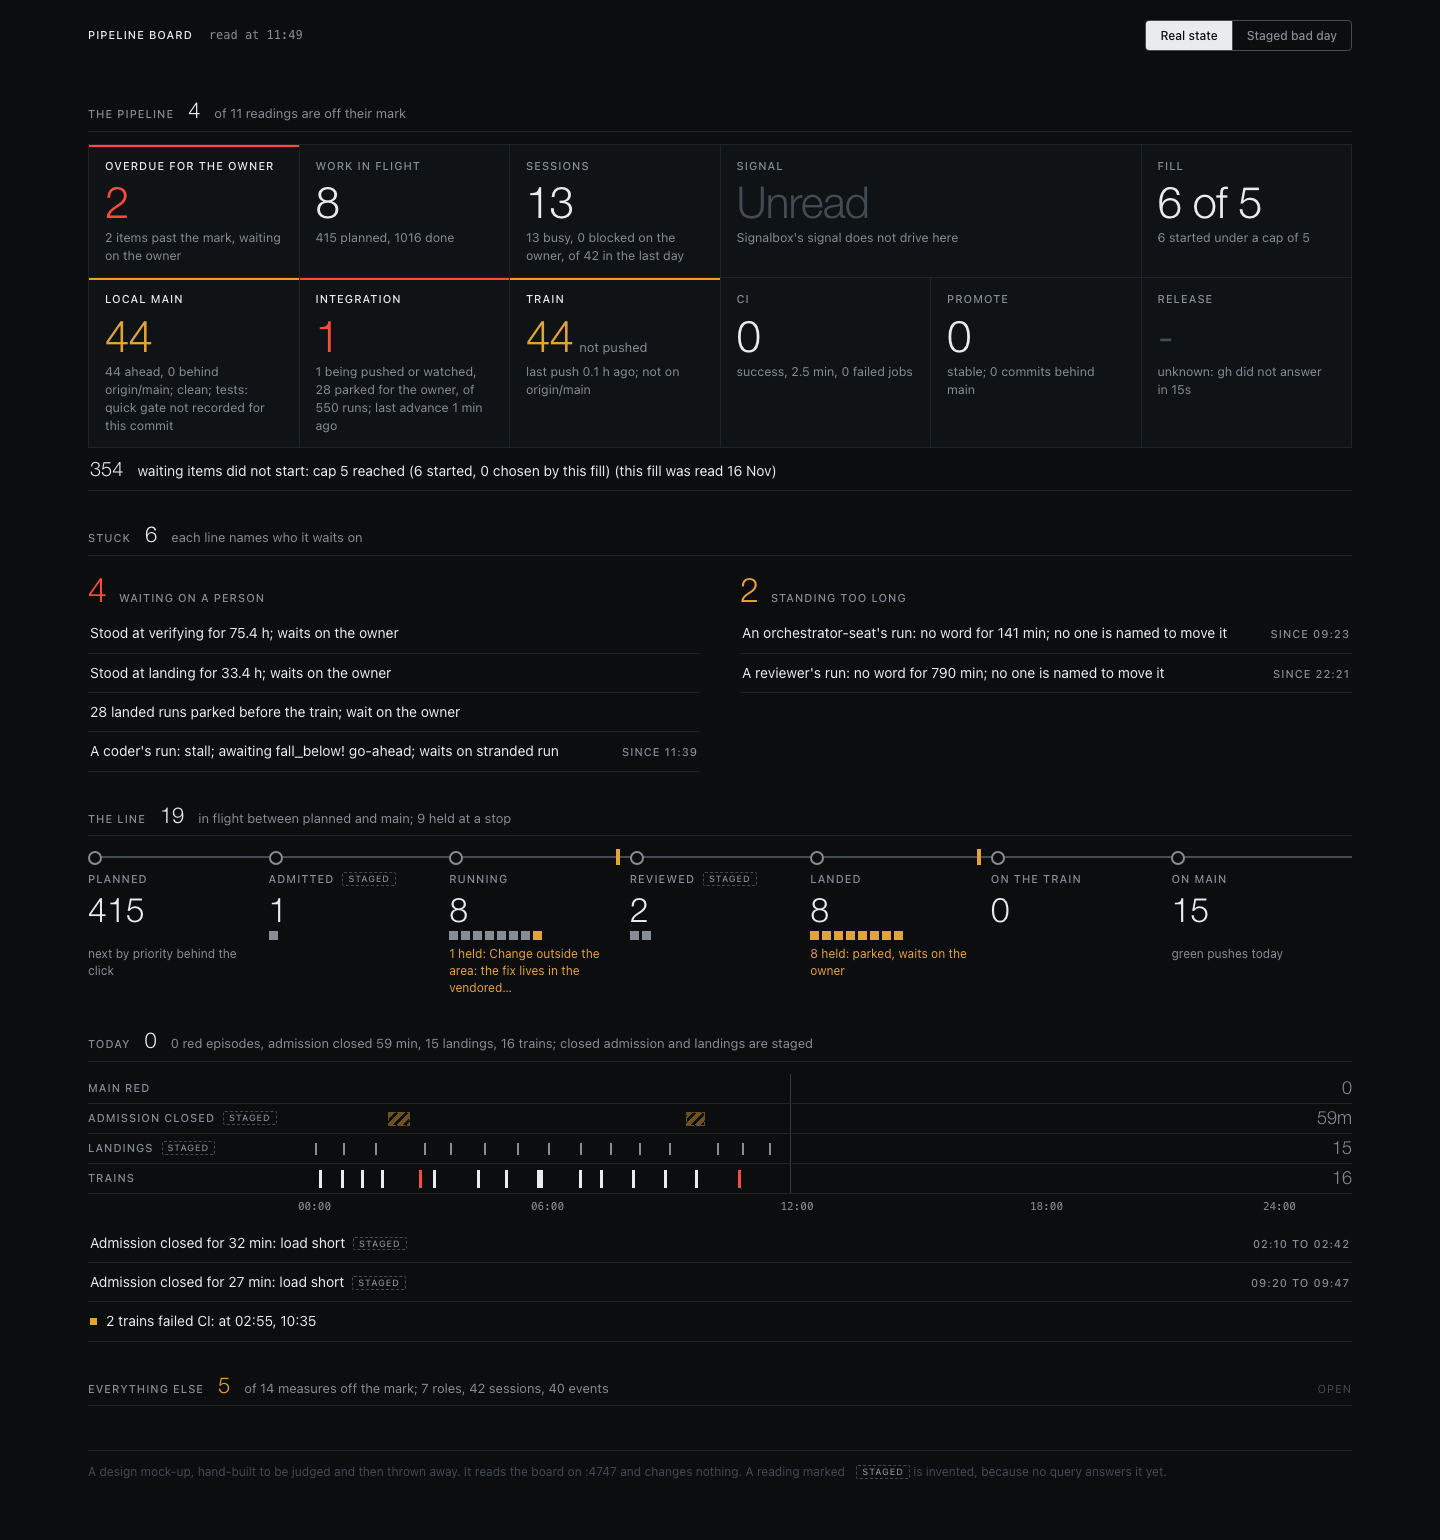 PIPELINE BOARD read at 11:49
Real state Staged bad day
THE PIPELINE 4 of 11 readings are off their mark
OVERDUE FOR THE OWNER
2
2 items past the mark, waiting
on the owner
WORK IN FLIGHT
8
415 planned, 1016 done
SESSIONS
13
13 busy, 0 blocked on the
owner, of 42 in the last day
SIGNAL
Unread
Signalbox's signal does not drive here
FILL
6 of 5
6 started under a cap of 5
LOCAL MAIN
44
44 ahead, 0 behind
origin/main; clean; tests:
quick gate not recorded for
this commit
INTEGRATION
1
1 being pushed or watched,
28 parked for the owner, of
550 runs; last advance 1 min
ago
TRAIN
44 not pushed
last push 0.1 h ago; not on
origin/main
CI
0
success, 2.5 min, 0 failed jobs
PROMOTE
0
stable; 0 commits behind
main
RELEASE
-
unknown: gh did not answer
in 15s
354 waiting items did not start: cap 5 reached (6 started, 0 chosen by this fill) (this fill was read 16 Nov)
STUCK 6 each line names who it waits on
4 WAITING ON A PERSON
Stood at verifying for 75.4 h; waits on the owner
Stood at landing for 33.4 h; waits on the owner
28 landed runs parked before the train; wait on the owner
A coder's run: stall; awaiting fall_below! go-ahead; waits on stranded run SINCE 11:39
2 STANDING TOO LONG
An orchestrator-seat's run: no word for 141 min; no one is named to move it SINCE 09:23
A reviewer's run: no word for 790 min; no one is named to move it SINCE 22:21
THE LINE 19 in flight between planned and main; 9 held at a stop
PLANNED
415
next by priority behind the
click
ADMITTED STAGED
1
RUNNING
8
1 held: Change outside the
area: the fix lives in the
vendored…
REVIEWED STAGED
2
LANDED
8
8 held: parked, waits on the
owner
ON THE TRAIN
0
ON MAIN
15
green pushes today
TODAY 0 0 red episodes, admission closed 59 min, 15 landings, 16 trains; closed admission and landings are staged
MAIN RED 0
ADMISSION CLOSED STAGED 59m
LANDINGS STAGED 15
TRAINS 16
00:00 06:00 12:00 18:00 24:00
Admission closed for 32 min: load short STAGED 02:10 TO 02:42
Admission closed for 27 min: load short STAGED 09:20 TO 09:47
2 trains failed CI: at 02:55, 10:35
EVERYTHING ELSE 5 of 14 measures off the mark; 7 roles, 42 sessions, 40 events OPEN
A design mock-up, hand-built to be judged and then thrown away. It reads the board on :4747 and changes nothing. A reading marked STAGED is invented, because no query answers it yet.